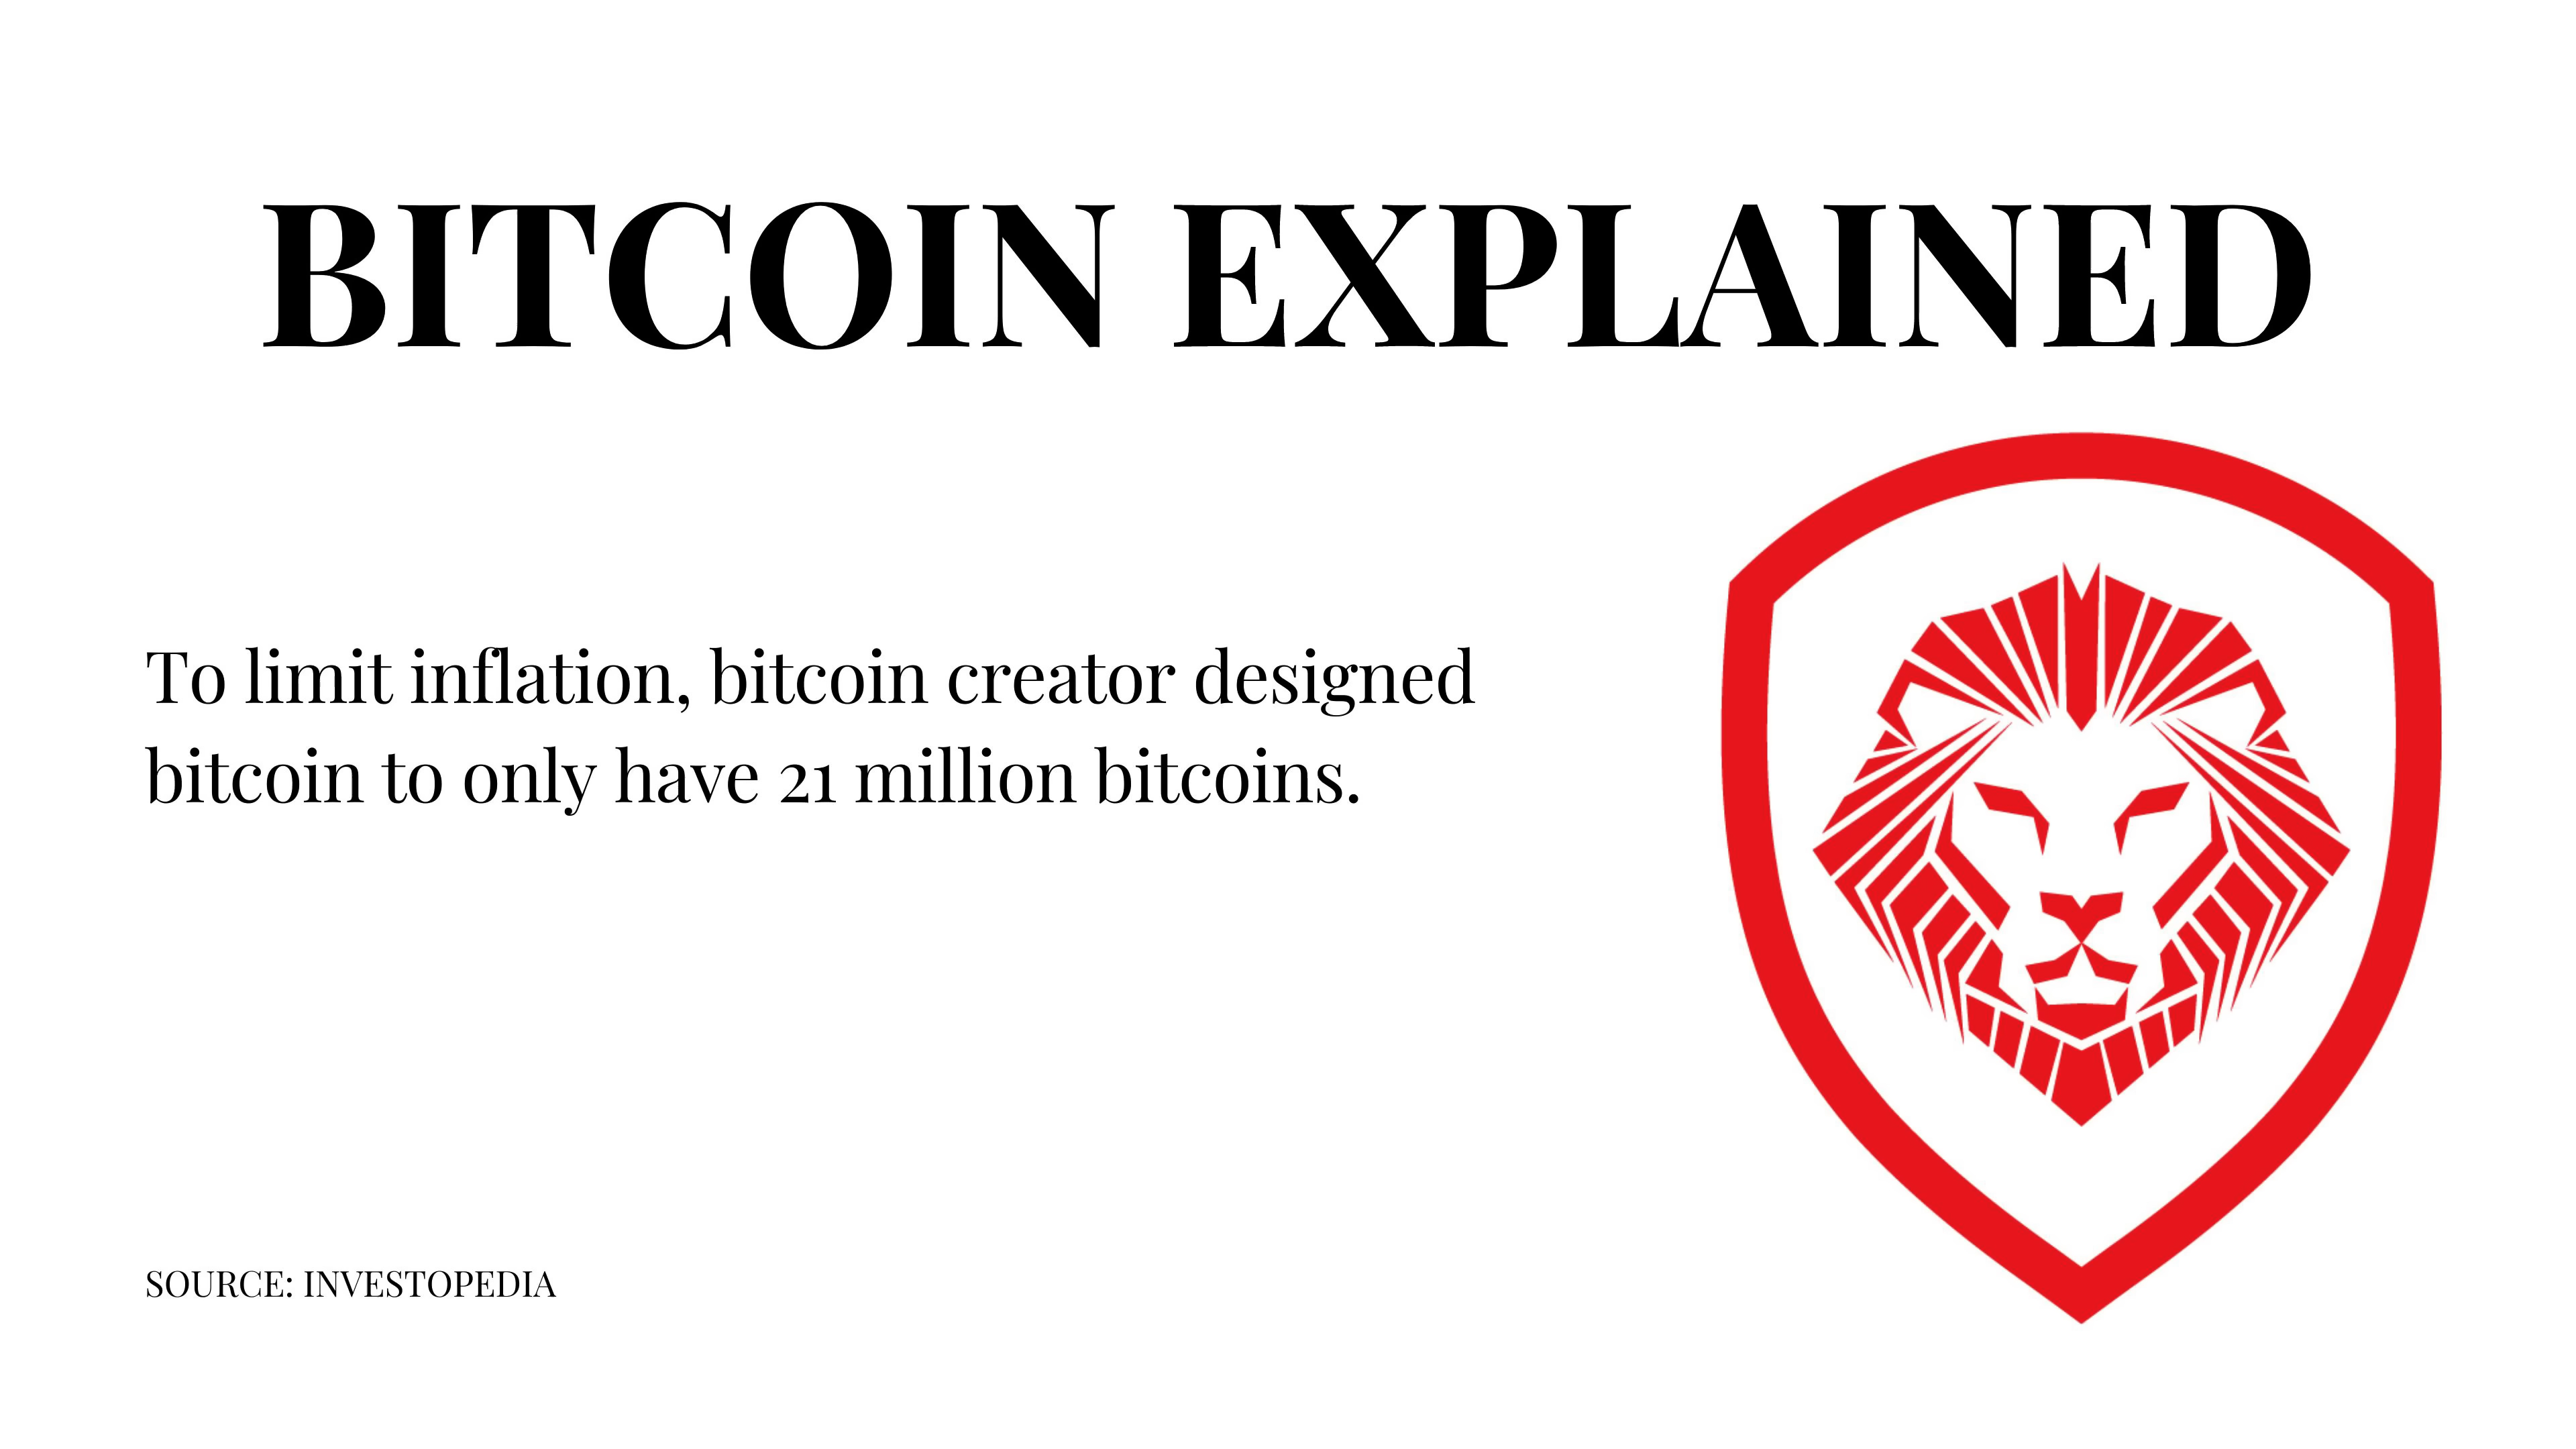 BITCOIN EXPLAINED
To limit inflation, bitcoin creator designed
bitcoin to only have 21 million bitcoins.
SOURCE: INVESTOPEDIA